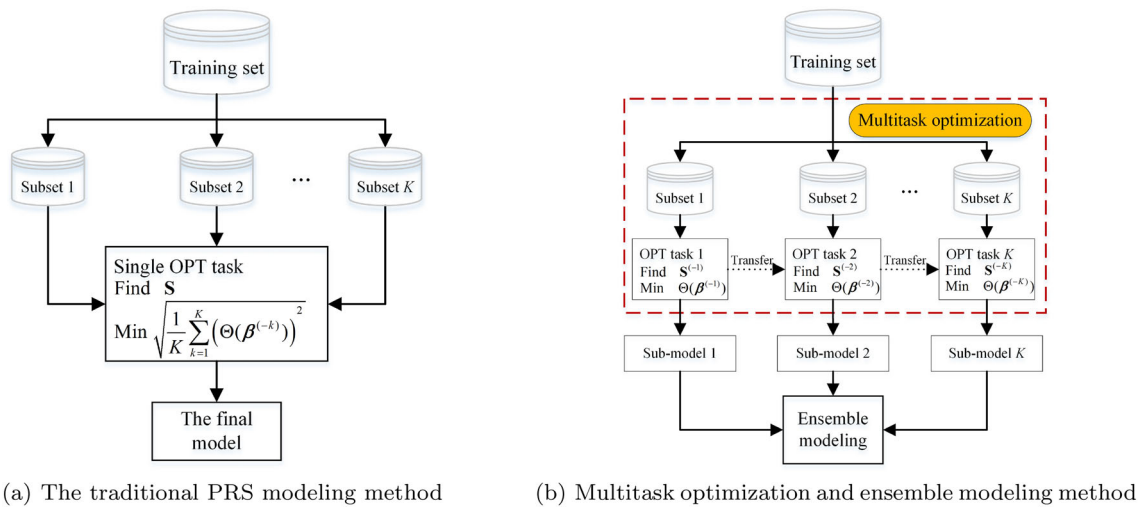 Training set
Subset 1
Subset 2
...
Subset K
Single OPT task
Find S
Min √(1/K ∑_{k=1}^{K} (Θ(β^(-k)))^2)
The final
model
(a) The traditional PRS modeling method
Training set
Multitask optimization
Subset 1
Subset 2
...
Subset K
OPT task 1
Find S^(-1)
Min Θ(β^(-1))
Transfer
OPT task 2
Find S^(-2)
Min Θ(β^(-2))
Transfer
OPT task K
Find S^(-K)
Min Θ(β^(-K))
Sub-model 1
Sub-model 2
Sub-model K
Ensemble
modeling
(b) Multitask optimization and ensemble modeling method